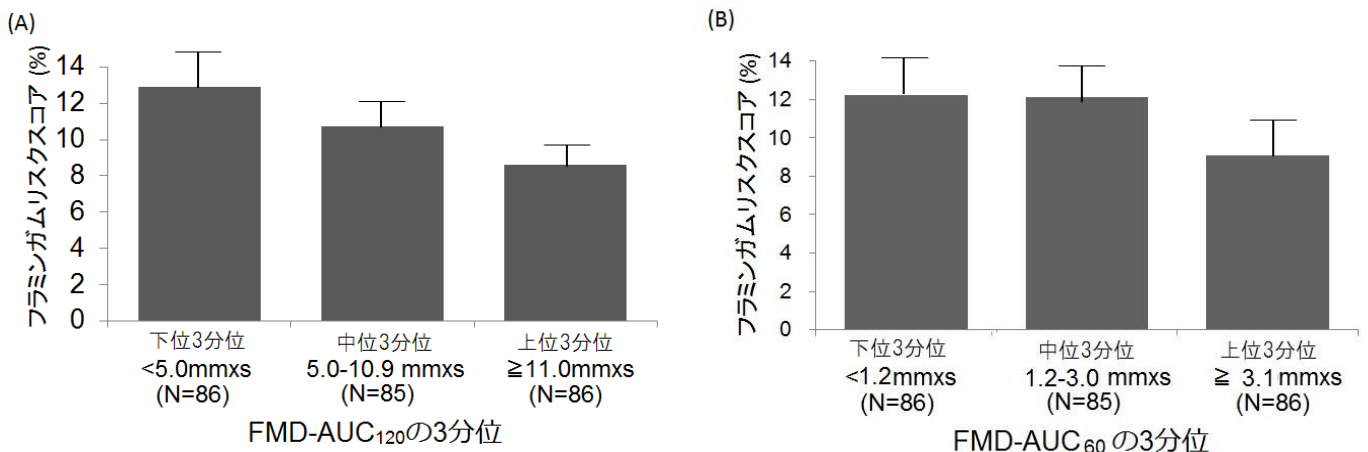 (A)
フラミンガムリスクスコア (%)
14
12
10
8
6
4
2
0
下位3分位
<5.0mmxs
(N=86)
中位3分位
5.0-10.9 mmxs
(N=85)
上位3分位
≧11.0mmxs
(N=86)
FMD-AUC120の3分位
(B)
フラミンガムリスクスコア (%)
14
12
10
8
6
4
2
0
下位3分位
<1.2mmxs
(N=86)
中位3分位
1.2-3.0 mmxs
(N=85)
上位3分位
≧ 3.1mmxs
(N=86)
FMD-AUC60 の3分位